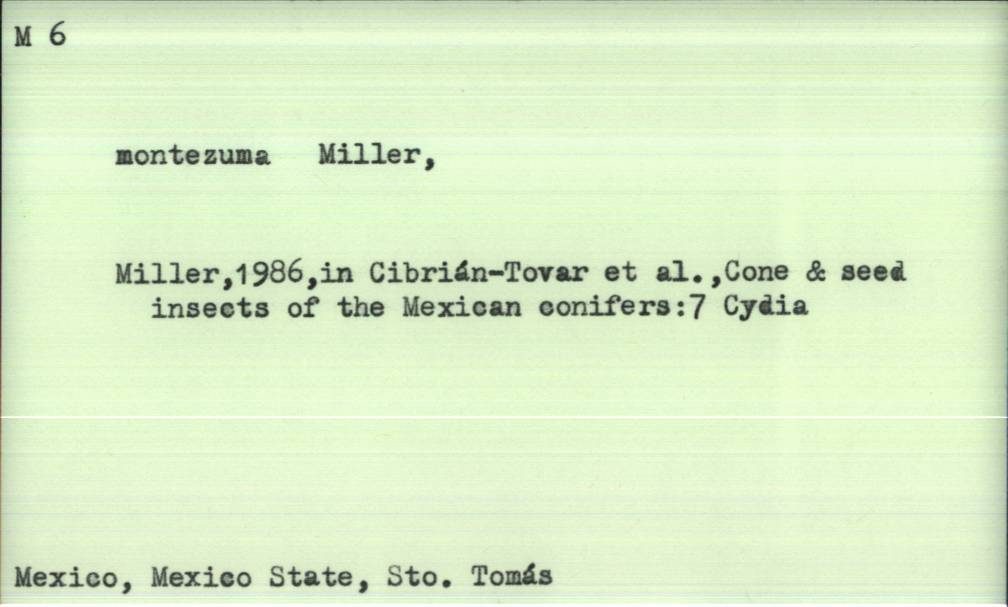 M 6
montezuma Miller,
Miller,1986,in Cibrián-Tovar et al.,Cone & seed
insects of the Mexican conifers:7 Cydia
Mexico, Mexico State, Sto. Tomás